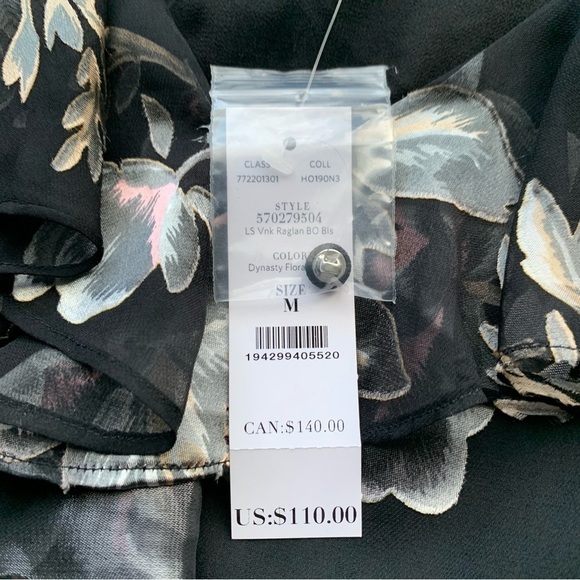 CLASS COLL
772201301 HO190N3
STYLE
570279504
LS Vnk Raglan BO Bls
COLOR
Dynasty Flora
SIZE
M
194299405520
CAN:$140.00
US:$110.00